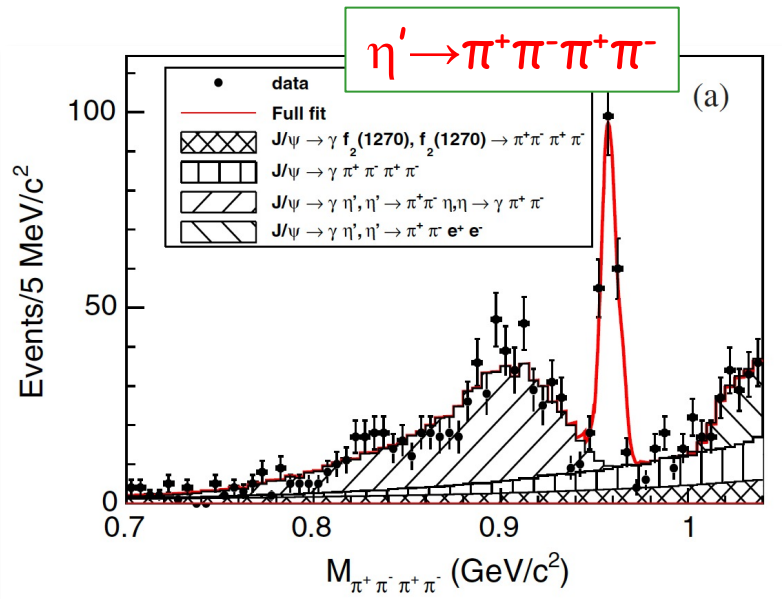 η′→π⁺π⁻π⁺π⁻
(a)
data
Full fit
J/ψ → γ f₂(1270), f₂(1270) → π⁺π⁻ π⁺ π⁻
J/ψ → γ π⁺ π⁻ π⁺ π⁻
J/ψ → γ η', η' → π⁺π⁻ η,η → γ π⁺ π⁻
J/ψ → γ η', η' → π⁺ π⁻ e⁺ e⁻
Events/5 MeV/c²
100
50
0
0.7 0.8 0.9 1
M π⁺ π⁻ π⁺ π⁻ (GeV/c²)